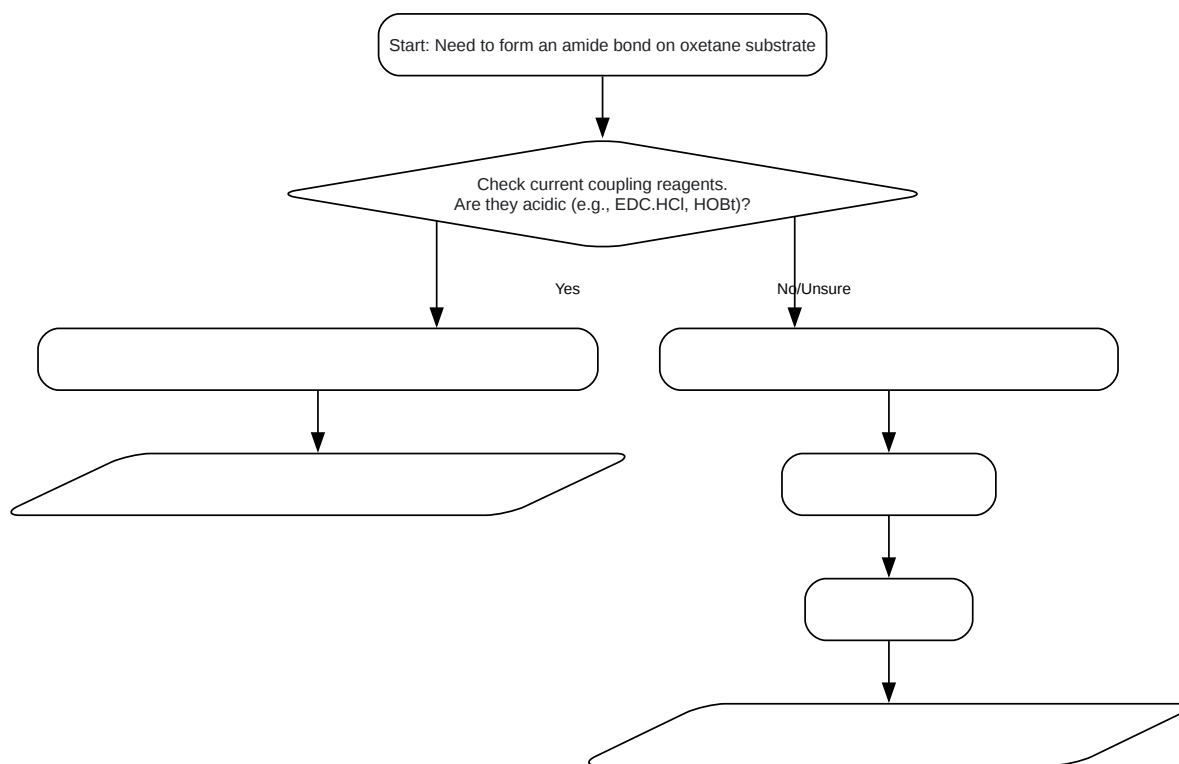 Start: Need to form an amide bond on oxetane substrate
Check current coupling reagents.
Are they acidic (e.g., EDC.HCl, HOBt)?
Yes
No/Unsure